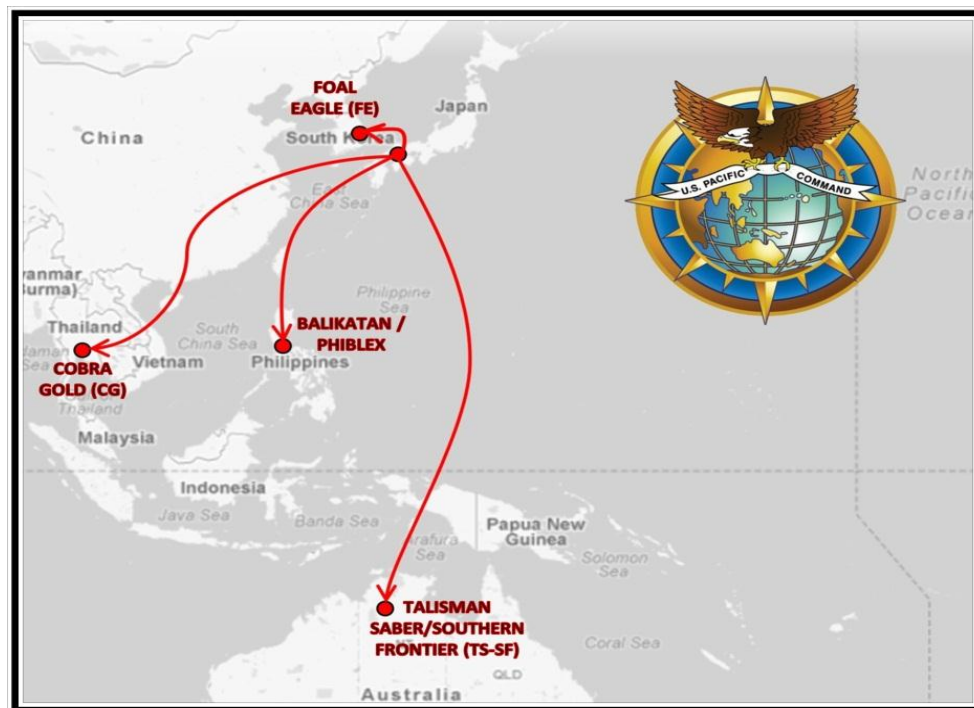 FOAL
EAGLE (FE)
Japan
China
South Korea
East
China Sea
U.S. PACIFIC COMMAND
North
Pacific
Ocean
Myanmar
(Burma)
Thailand
Philippine
Sea
South
China Sea
BALIKATAN /
PHIBLEX
Vietnam
Philippines
COBRA
GOLD (CG)
Thailand
Malaysia
Indonesia
Java Sea
Banda Sea
Papua New
Guinea
Arafura
Sea
Solomon
Sea
TALISMAN
SABER/SOUTHERN
FRONTIER (TS-SF)
Coral Sea
QLD
Australia